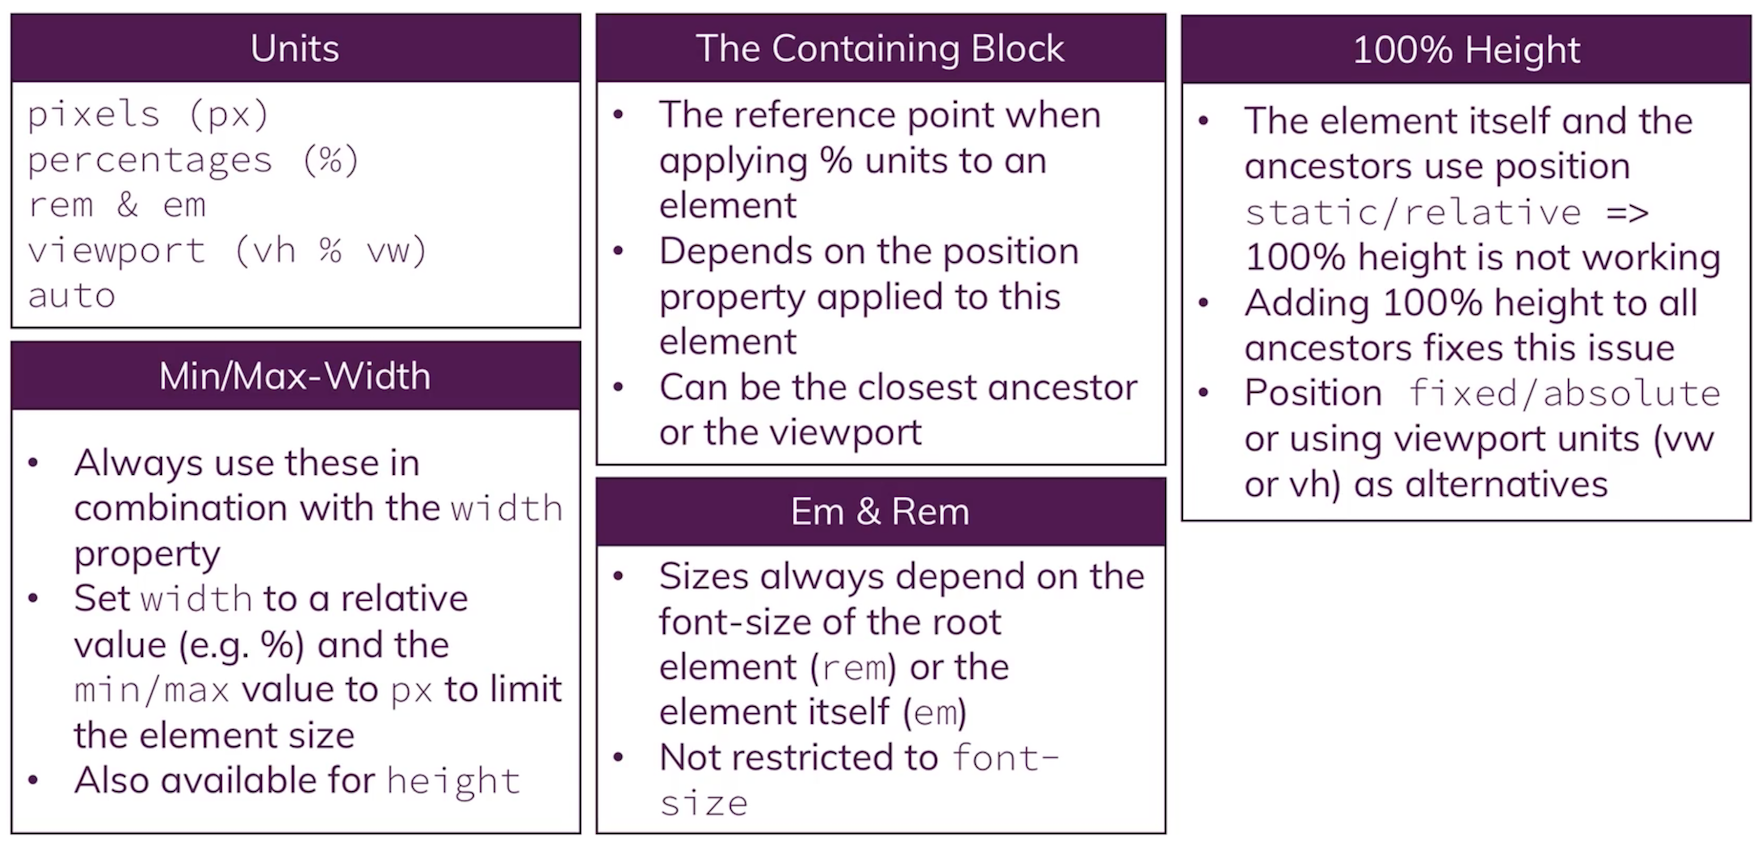 Units
pixels (px)
percentages (%)
rem & em
viewport (vh % vw)
auto
Min/Max-Width
• Always use these in
combination with the width
property
• Set width to a relative
value (e.g. %) and the
min/max value to px to limit
the element size
• Also available for height
The Containing Block
• The reference point when
applying % units to an
element
• Depends on the position
property applied to this
element
• Can be the closest ancestor
or the viewport
Em & Rem
• Sizes always depend on the
font-size of the root
element (rem) or the
element itself (em)
• Not restricted to font-
size
100% Height
• The element itself and the
ancestors use position
static/relative =>
100% height is not working
• Adding 100% height to all
ancestors fixes this issue
• Position fixed/absolute
or using viewport units (vw
or vh) as alternatives